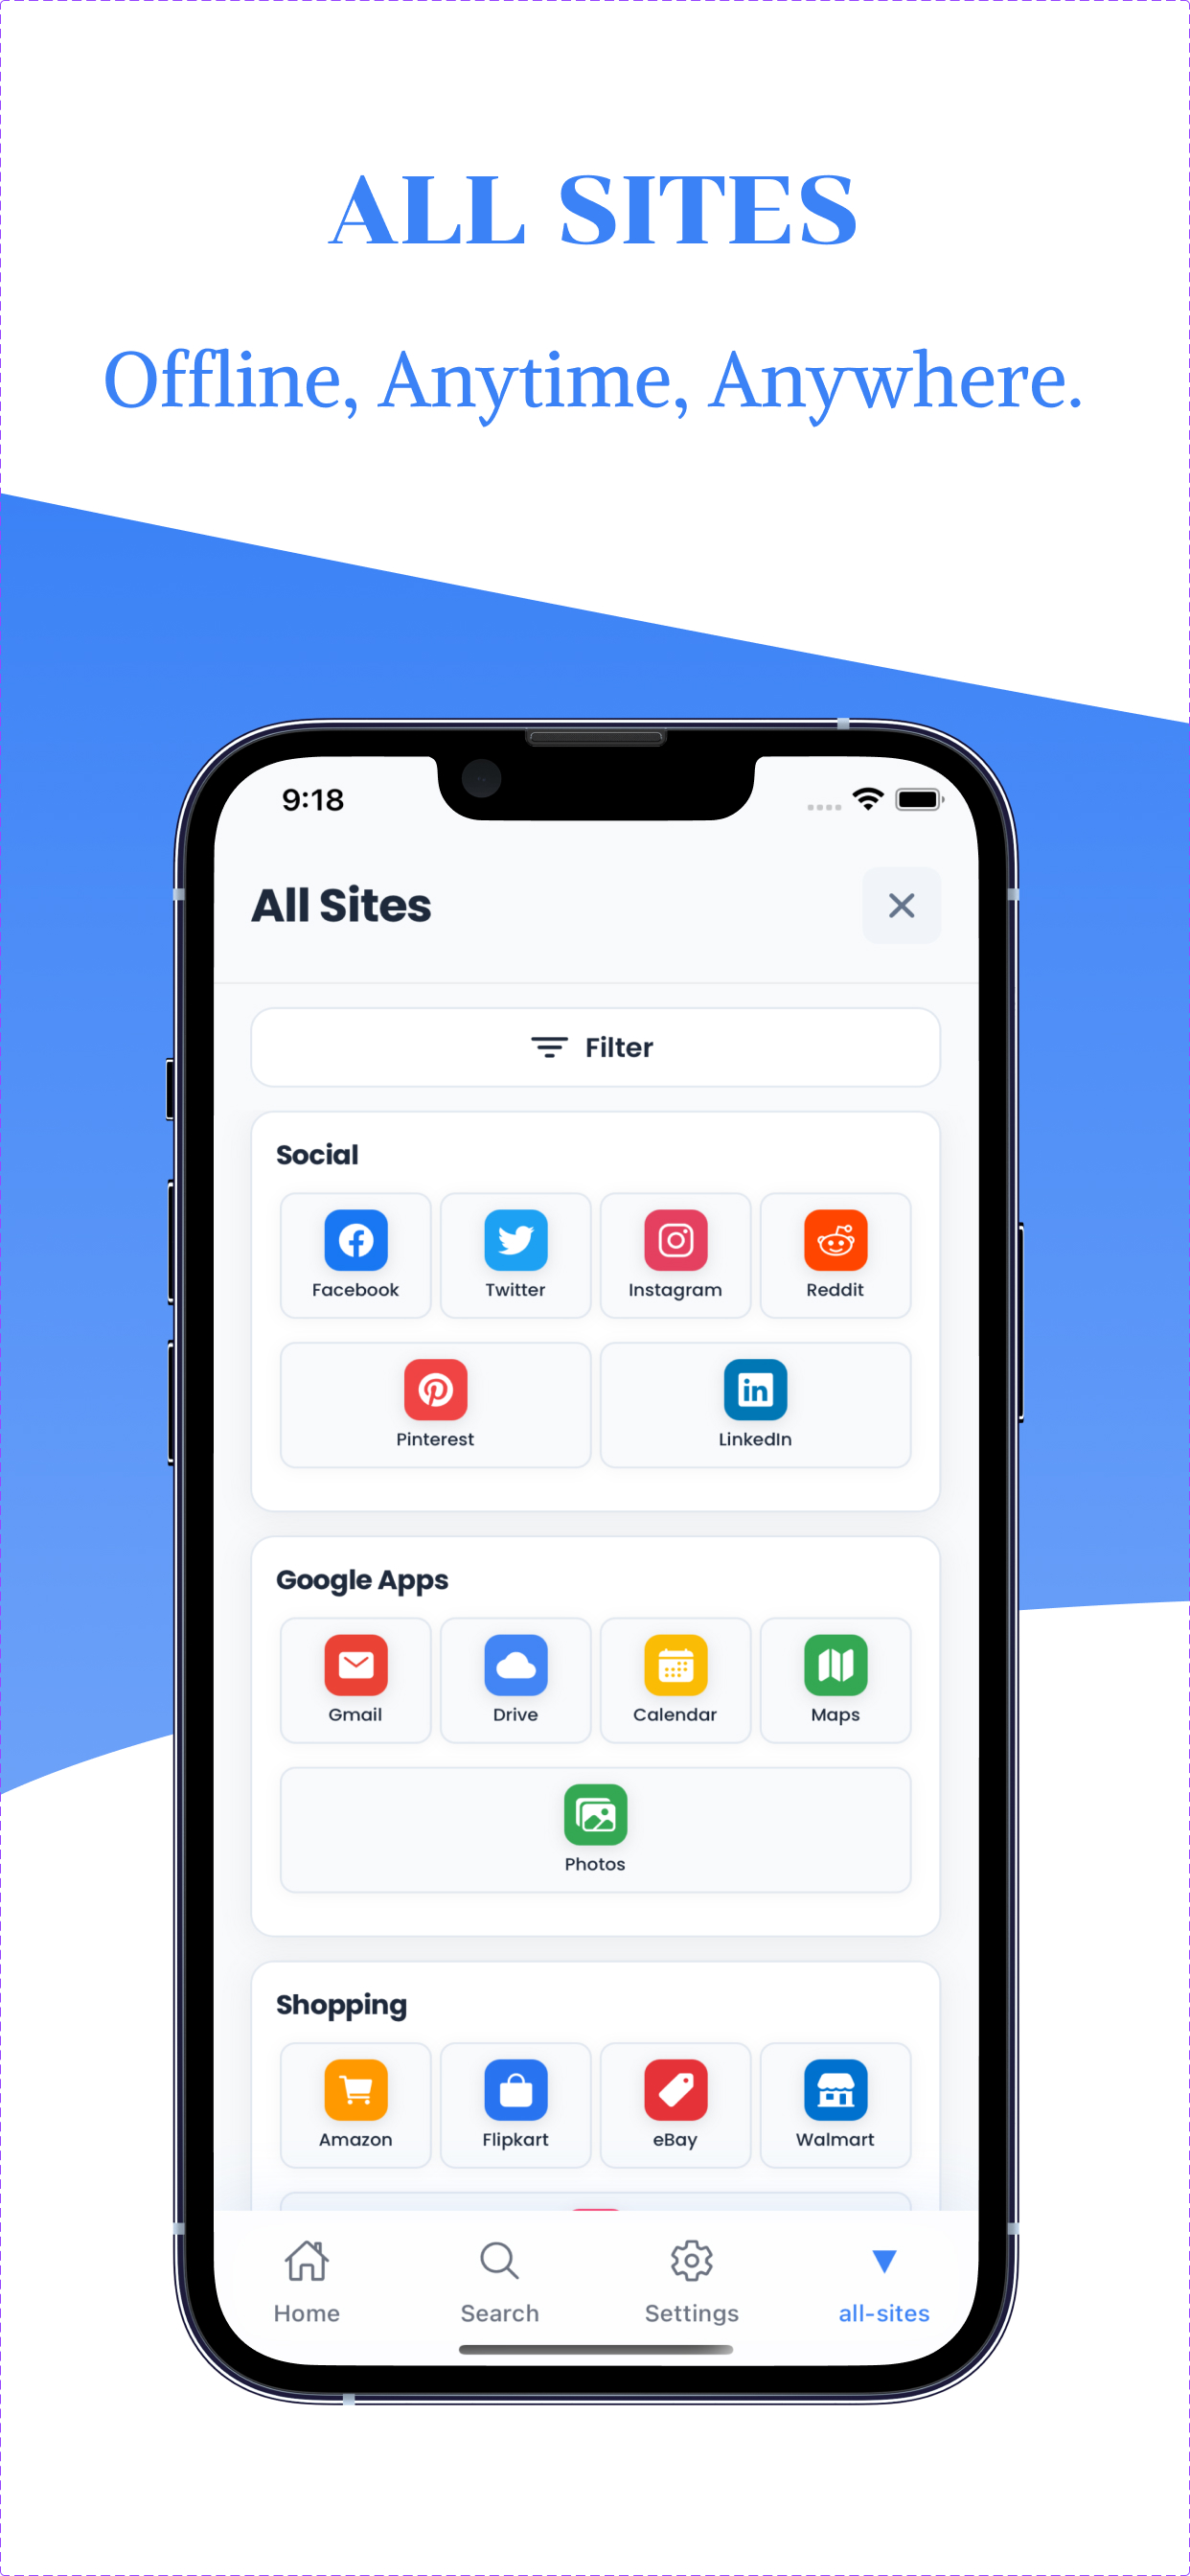 ALL SITES
Offline, Anytime, Anywhere.
9:18
All Sites
Filter
Social
Facebook Twitter Instagram Reddit
Pinterest LinkedIn
Google Apps
Gmail Drive Calendar Maps
Photos
Shopping
Amazon Flipkart eBay Walmart
Home Search Settings all-sites